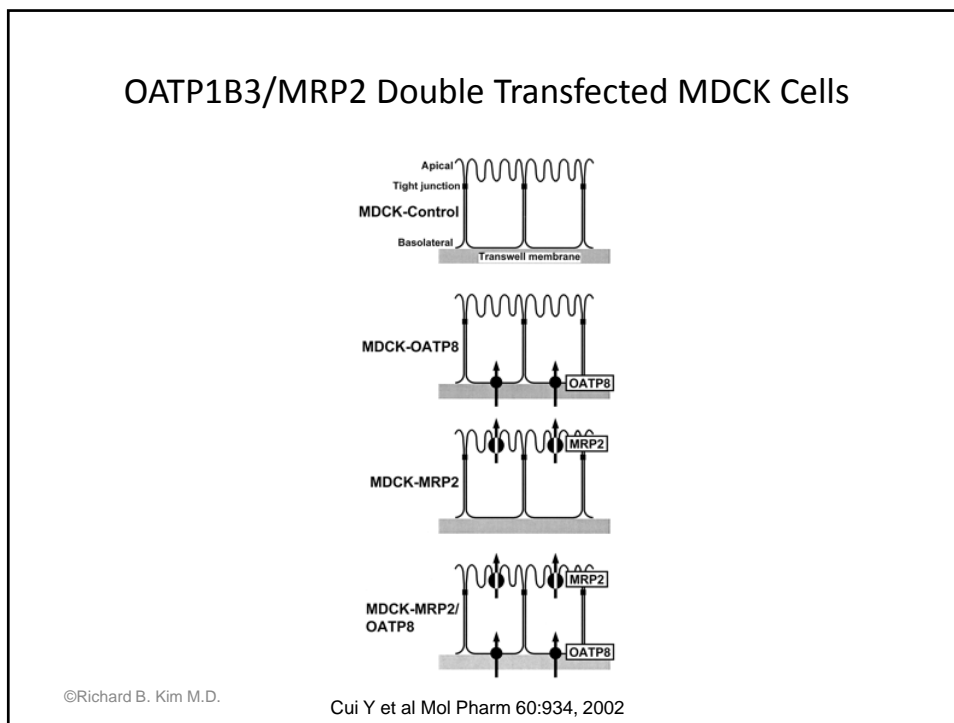 OATP1B3/MRP2 Double Transfected MDCK Cells
Apical
Tight junction
MDCK-Control
Basolateral
Transwell membrane
MDCK-OATP8
OATP8
MRP2
MDCK-MRP2
MRP2
MDCK-MRP2/
OATP8
OATP8
©Richard B. Kim M.D.
Cui Y et al Mol Pharm 60:934, 2002